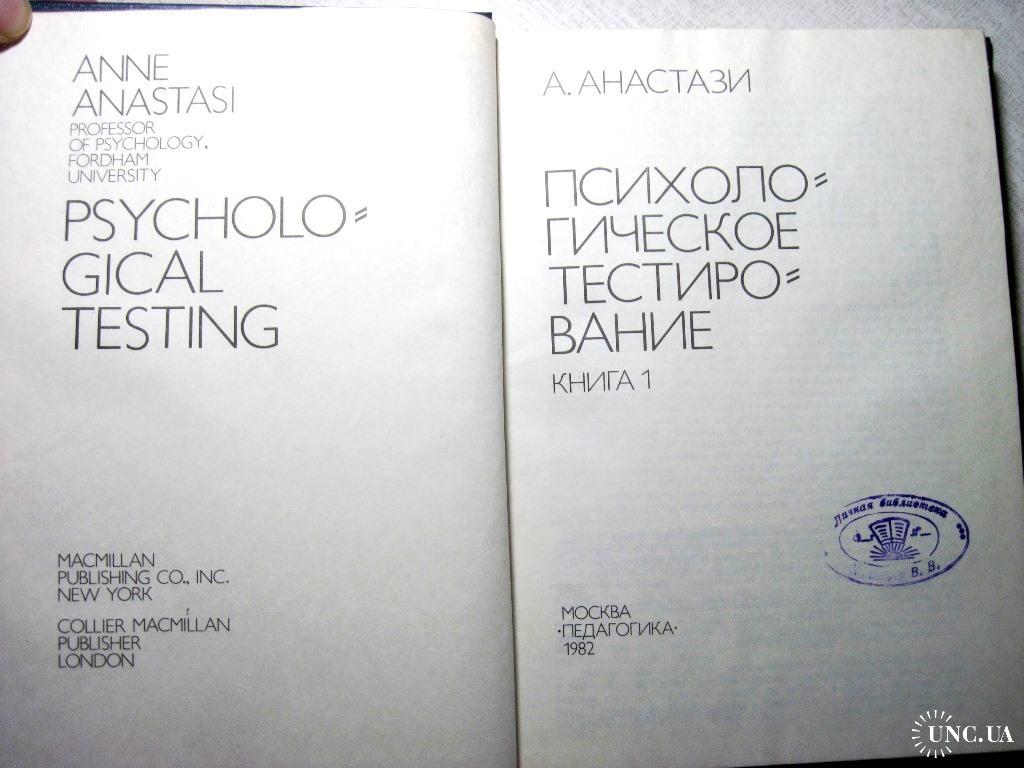 ANNE
ANASTASI
PROFESSOR
OF PSYCHOLOGY,
FORDHAM
UNIVERSITY
PSYCHOLO=
GICAL
TESTING
MACMILLAN
PUBLISHING CO., INC.
NEW YORK
COLLIER MACMILLAN
PUBLISHER
LONDON
А. АНАСТАЗИ
ПСИХОЛО=
ГИЧЕСКОЕ
ТЕСТИРО=
ВАНИЕ
КНИГА 1
Личная библиотека
В. В.
МОСКВА
·ПЕДАГОГИКА·
1982
UNC.UA